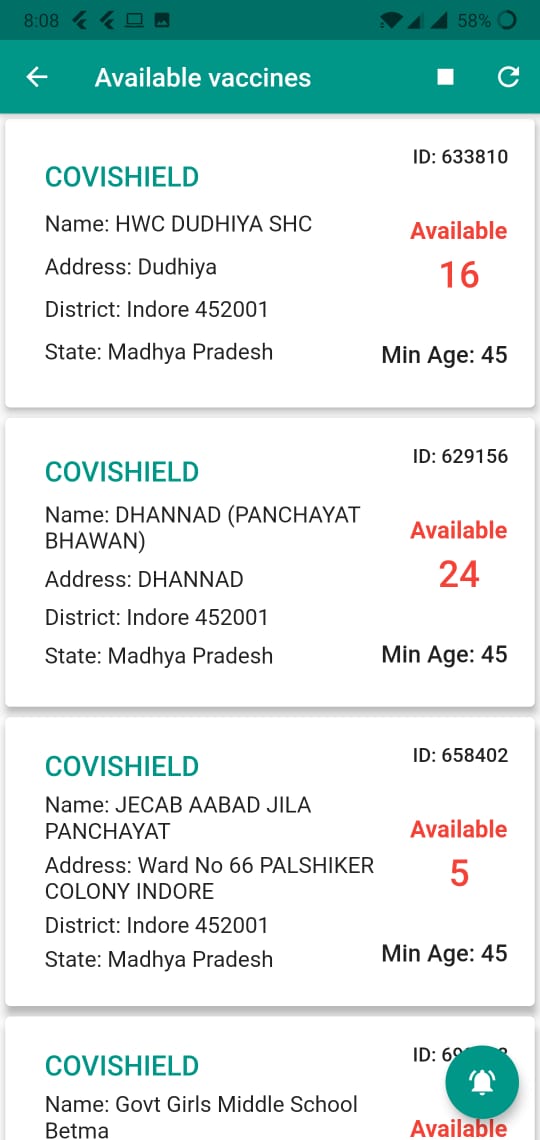 8:08
58%
Available vaccines
ID: 633810
COVISHIELD
Name: HWC DUDHIYA SHC
Available
Address: Dudhiya
16
District: Indore 452001
State: Madhya Pradesh
Min Age: 45
ID: 629156
COVISHIELD
Name: DHANNAD (PANCHAYAT
BHAWAN)
Available
Address: DHANNAD
24
District: Indore 452001
State: Madhya Pradesh
Min Age: 45
ID: 658402
COVISHIELD
Name: JECAB AABAD JILA
PANCHAYAT
Available
Address: Ward No 66 PALSHIKER
COLONY INDORE
5
District: Indore 452001
State: Madhya Pradesh
Min Age: 45
ID:
COVISHIELD
Name: Govt Girls Middle School
Betma
Available